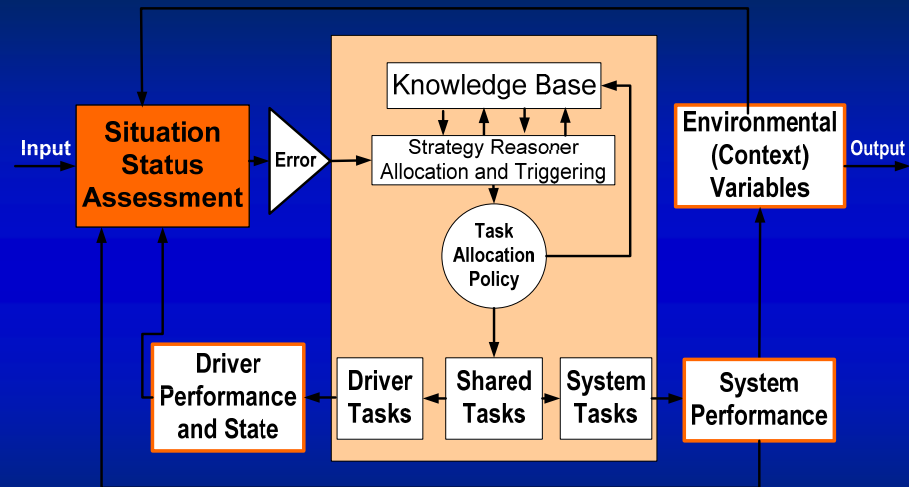 Input
Situation
Status
Assessment
Error
Knowledge Base
Strategy Reasoner
Allocation and Triggering
Task
Allocation
Policy
Environmental
(Context)
Variables
Output
Driver
Performance
and State
Driver
Tasks
Shared
Tasks
System
Tasks
System
Performance